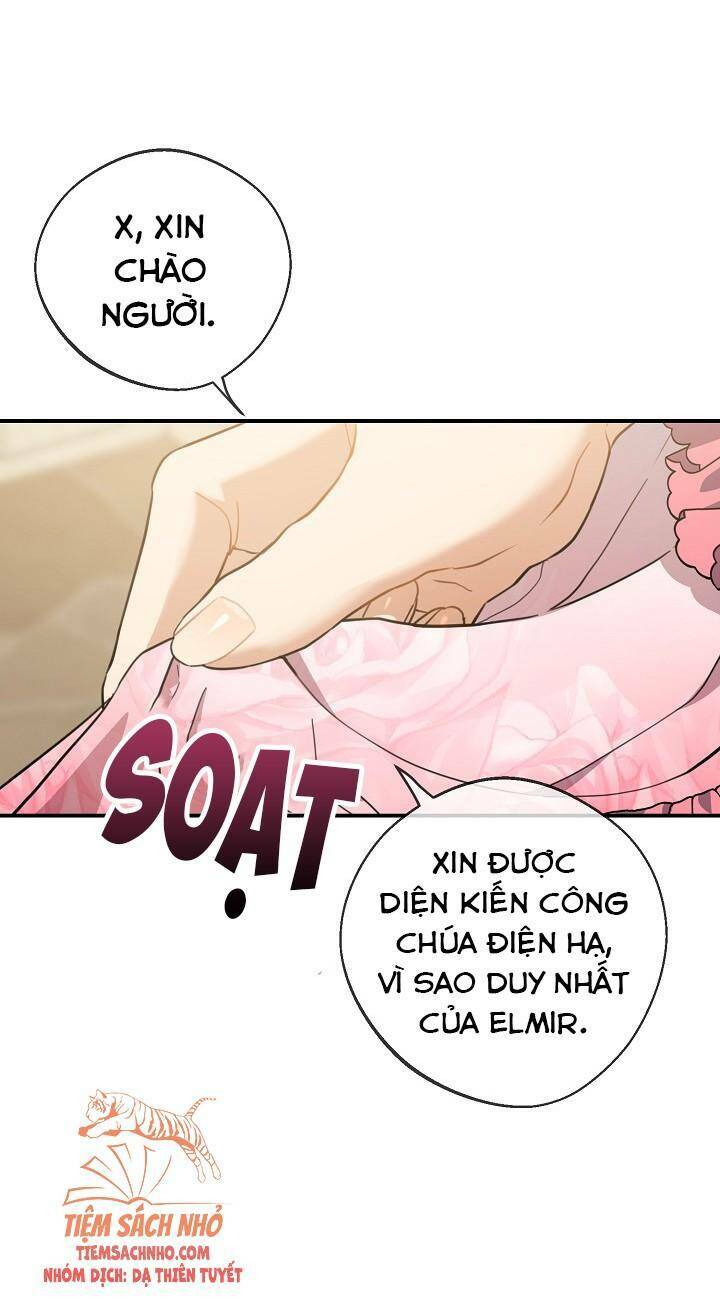 X, XIN
CHÀO
NGƯỜI.
SOẠT
XIN ĐƯỢC
DIỆN KIẾN CÔNG
CHÚA ĐIỆN HẠ,
VÌ SAO DUY NHẤT
CỦA ELMIR.
TIỆM SÁCH NHỎ
TIEMSACHNHO.COM
NHÓM DỊCH: DẠ THIÊN TUYẾT